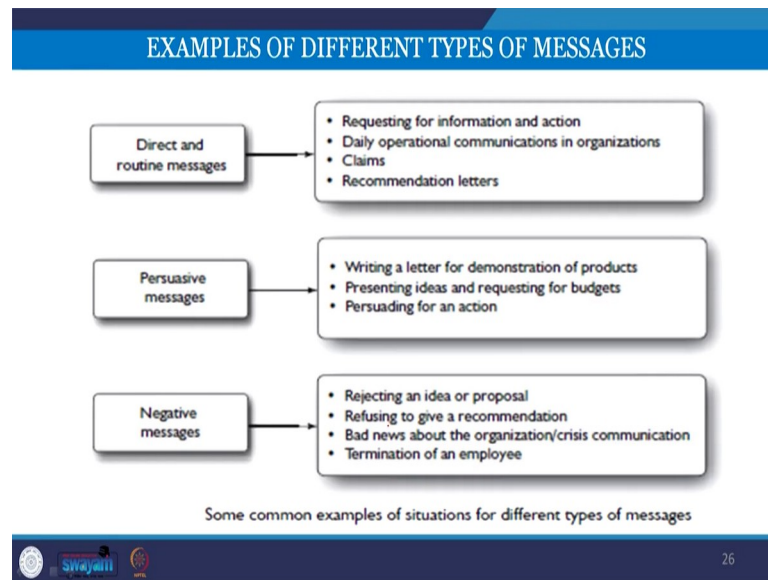 EXAMPLES OF DIFFERENT TYPES OF MESSAGES
Direct and
routine messages
• Requesting for information and action
• Daily operational communications in organizations
• Claims
• Recommendation letters
Persuasive
messages
• Writing a letter for demonstration of products
• Presenting ideas and requesting for budgets
• Persuading for an action
Negative
messages
• Rejecting an idea or proposal
• Refusing to give a recommendation
• Bad news about the organization/crisis communication
• Termination of an employee
Some common examples of situations for different types of messages
swayam
26